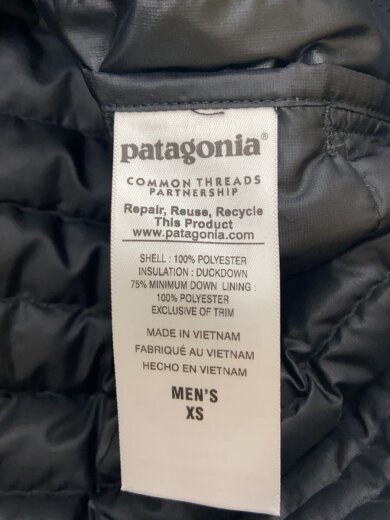 patagonia®
COMMON THREADS
PARTNERSHIP
Repair, Reuse, Recycle
This Product
www.patagonia.com
SHELL : 100% POLYESTER
INSULATION : DUCKDOWN
75% MINIMUM DOWN LINING :
100% POLYESTER
EXCLUSIVE OF TRIM
MADE IN VIETNAM
FABRIQUÉ AU VIETNAM
HECHO EN VIETNAM
MEN'S
XS